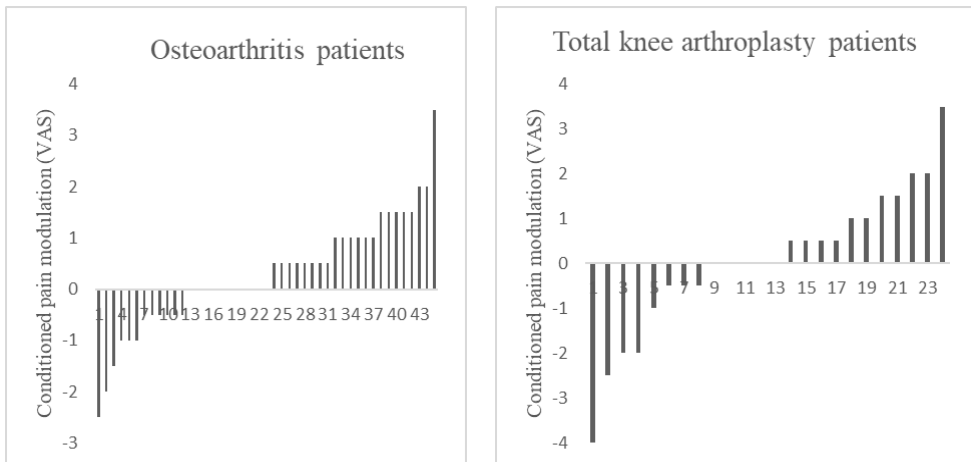 Osteoarthritis patients
Conditioned pain modulation (VAS)
4
3
2
1
0
-1
-2
-3
1 4 7 10 13 16 19 22 25 28 31 34 37 40 43
Total knee arthroplasty patients
Conditioned pain modulation (VAS)
4
3
2
1
0
-1
-2
-3
-4
1 3 5 7 9 11 13 15 17 19 21 23